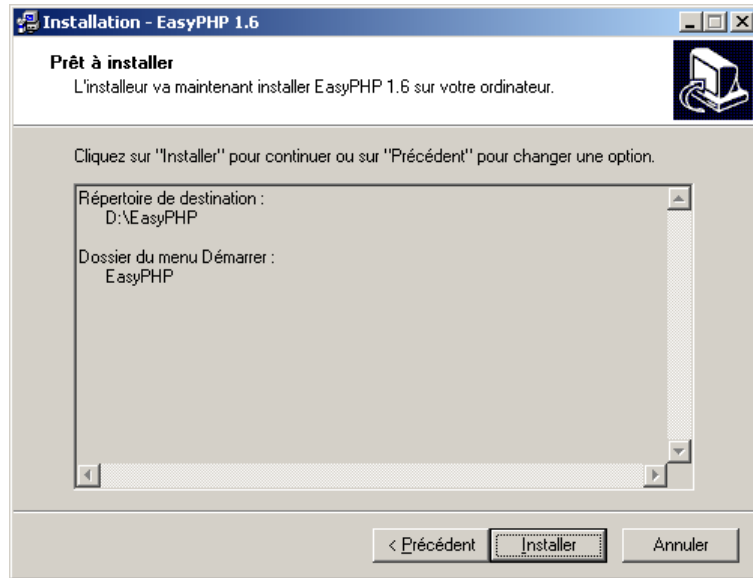 Installation - EasyPHP 1.6
Prêt à installer
L'installeur va maintenant installer EasyPHP 1.6 sur votre ordinateur.
Cliquez sur "Installer" pour continuer ou sur "Précédent" pour changer une option.
Répertoire de destination :
D:\EasyPHP
Dossier du menu Démarrer :
EasyPHP
< Précédent Installer Annuler